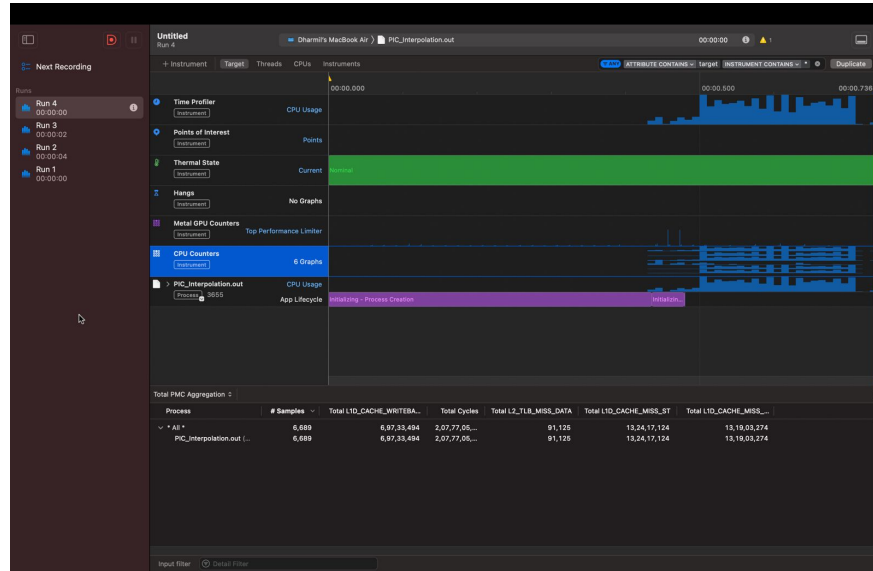 Untitled
Run 4
Dharmil's MacBook Air 〉 PIC_Interpolation.out
00:00:00
1
Next Recording
Runs
Run 4
00:00:00
Run 3
00:00:02
Run 2
00:00:04
Run 1
00:00:00
+ Instrument Target Threads CPUs Instruments
ANY ATTRIBUTE CONTAINS target INSTRUMENT CONTAINS * Duplicate
00:00.000 00:00.500 00:00.736
Time Profiler
Instrument
CPU Usage
Points of Interest
Instrument
Points
Thermal State
Instrument
Current
Nominal
Hangs
Instrument
No Graphs
Metal GPU Counters
Instrument
Top Performance Limiter
CPU Counters
Instrument
6 Graphs
PIC_Interpolation.out
Process 3655
CPU Usage
App Lifecycle
Initializing - Process Creation
Initializin...
Total PMC Aggregation
Process # Samples Total L1D_CACHE_WRITEBA... Total Cycles Total L2_TLB_MISS_DATA Total L1D_CACHE_MISS_ST Total L1D_CACHE_MISS_...
* All * 6,689 6,97,33,494 2,07,77,05,... 91,125 13,24,17,124 13,19,03,274
PIC_Interpolation.out (... 6,689 6,97,33,494 2,07,77,05,... 91,125 13,24,17,124 13,19,03,274
Input filter Detail Filter